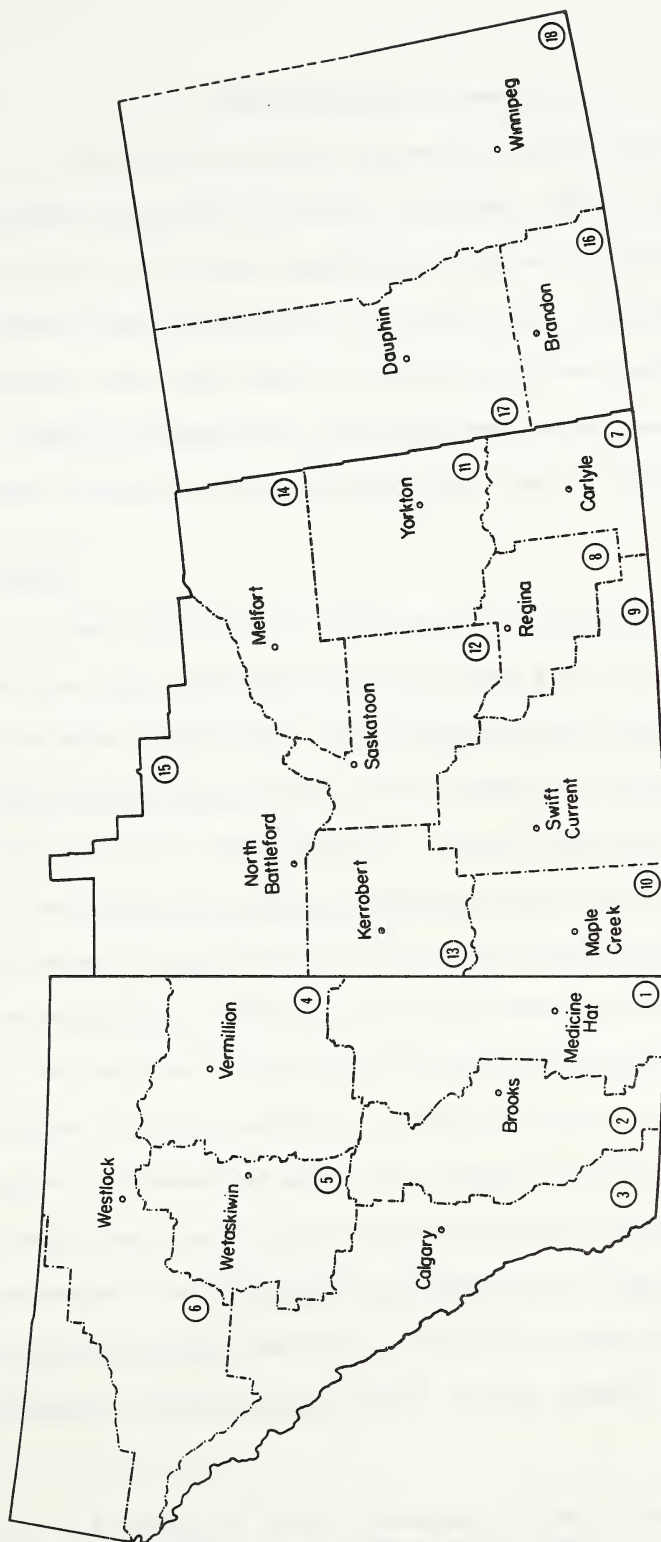 Westlock
Wetaskiwin
Vermillion
Calgary
Brooks
Medicine
Hat
North
Battleford
Kerrobert
Saskatoon
Melfort
Maple
Creek
Swift
Current
Regina
Yorkton
Carlyle
Dauphin
Brandon
Winnipeg
1
2
3
4
5
6
7
8
9
10
11
12
13
14
15
16
17
18